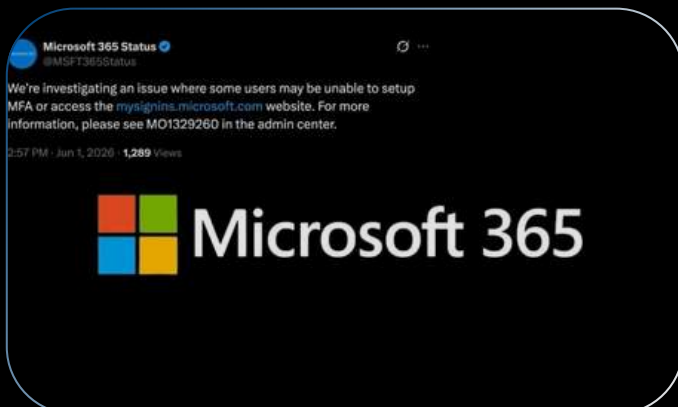 Microsoft 365 Status
@MSFT365Status
We're investigating an issue where some users may be unable to setup
MFA or access the mysignins.microsoft.com website. For more
information, please see MO1329260 in the admin center.
2:57 PM · Jun 1, 2026 · 1,289 Views
Microsoft 365